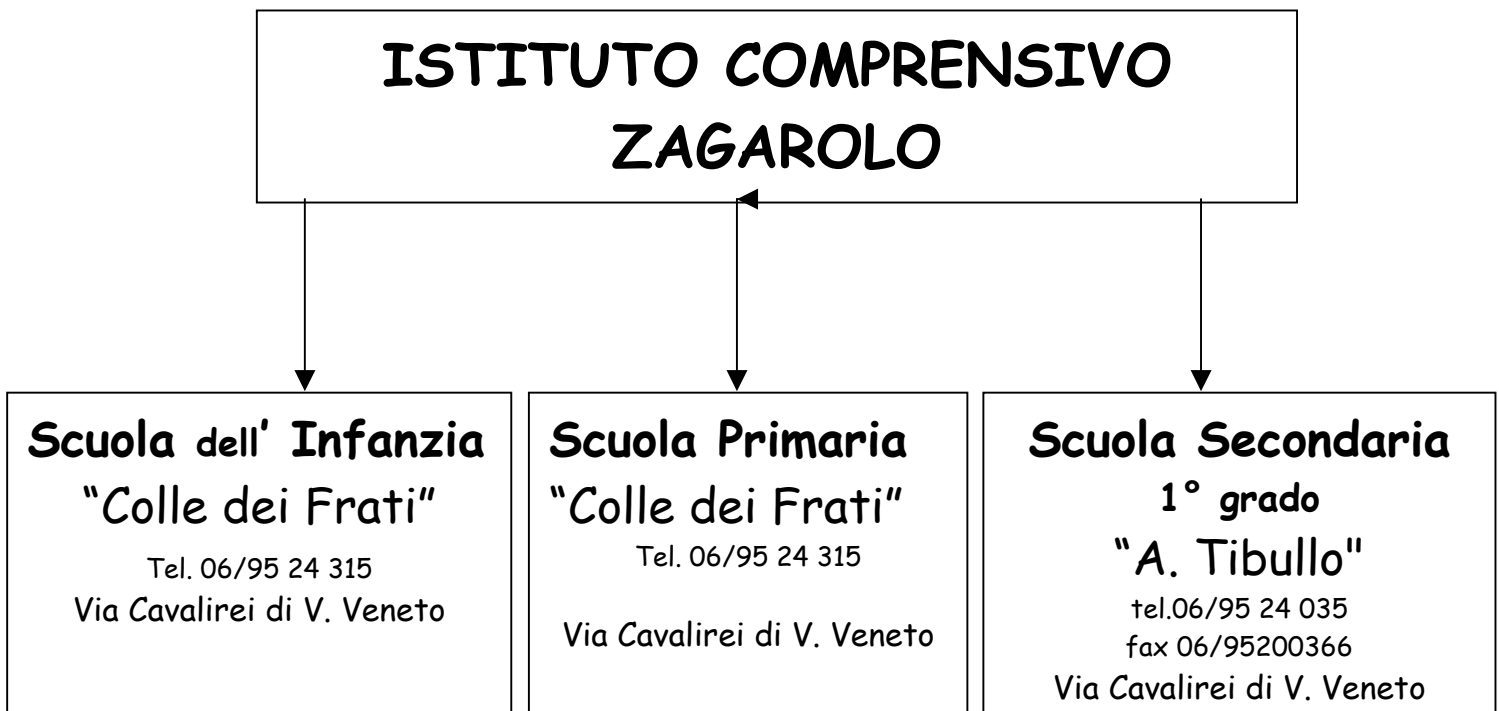 ISTITUTO COMPRENSIVO
ZAGAROLO
Scuola dell' Infanzia
“Colle dei Frati”
Tel. 06/95 24 315
Via Cavalirei di V. Veneto
Scuola Primaria
“Colle dei Frati”
Tel. 06/95 24 315
Via Cavalirei di V. Veneto
Scuola Secondaria
1° grado
“A. Tibullo"
tel.06/95 24 035
fax 06/95200366
Via Cavalirei di V. Veneto